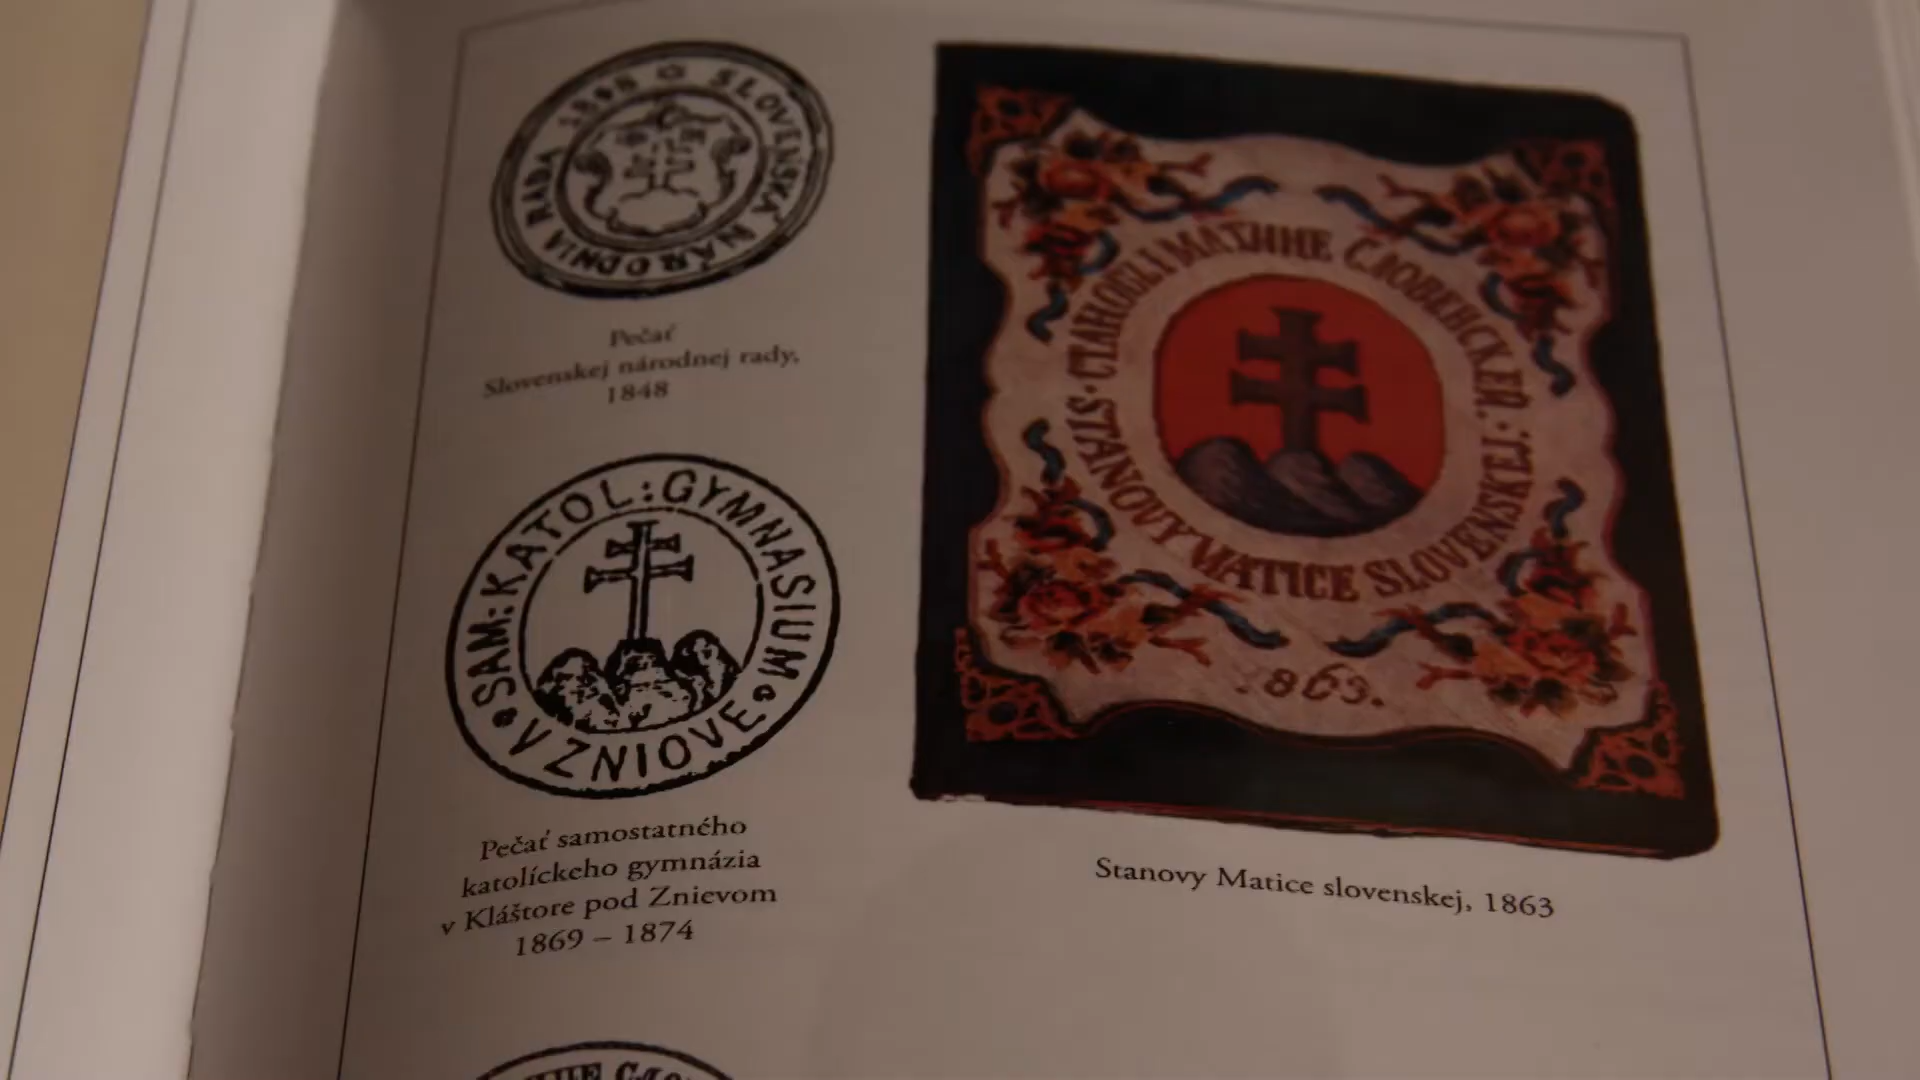 SLOVENSKÁ NÁRODNIA RADA 1848
Pečať
Slovenskej národnej rady,
1848
SAM: KATOL: GYMNASIUM
V ZNIOVE
Pečať samostatného
katolíckeho gymnázia
v Kláštore pod Znievom
1869 – 1874
STANOVY MATICE SLOVENSKEJ
1863.
Stanovy Matice slovenskej, 1863